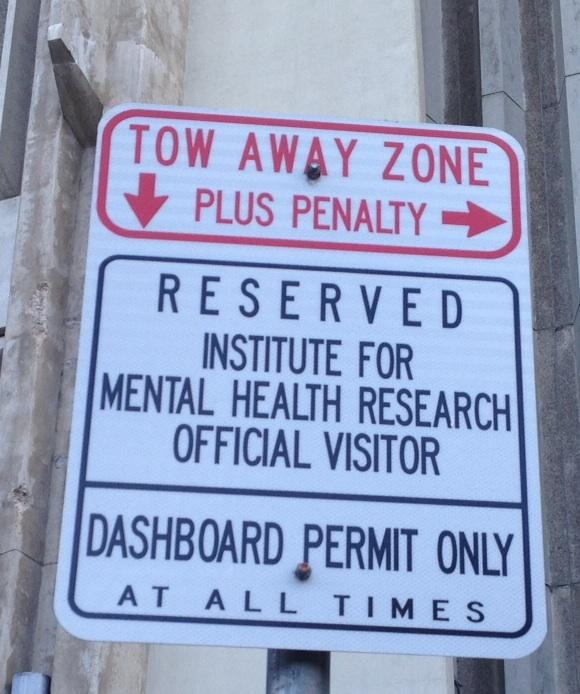 TOW AWAY ZONE
PLUS PENALTY
RESERVED
INSTITUTE FOR
MENTAL HEALTH RESEARCH
OFFICIAL VISITOR
DASHBOARD PERMIT ONLY
AT ALL TIMES